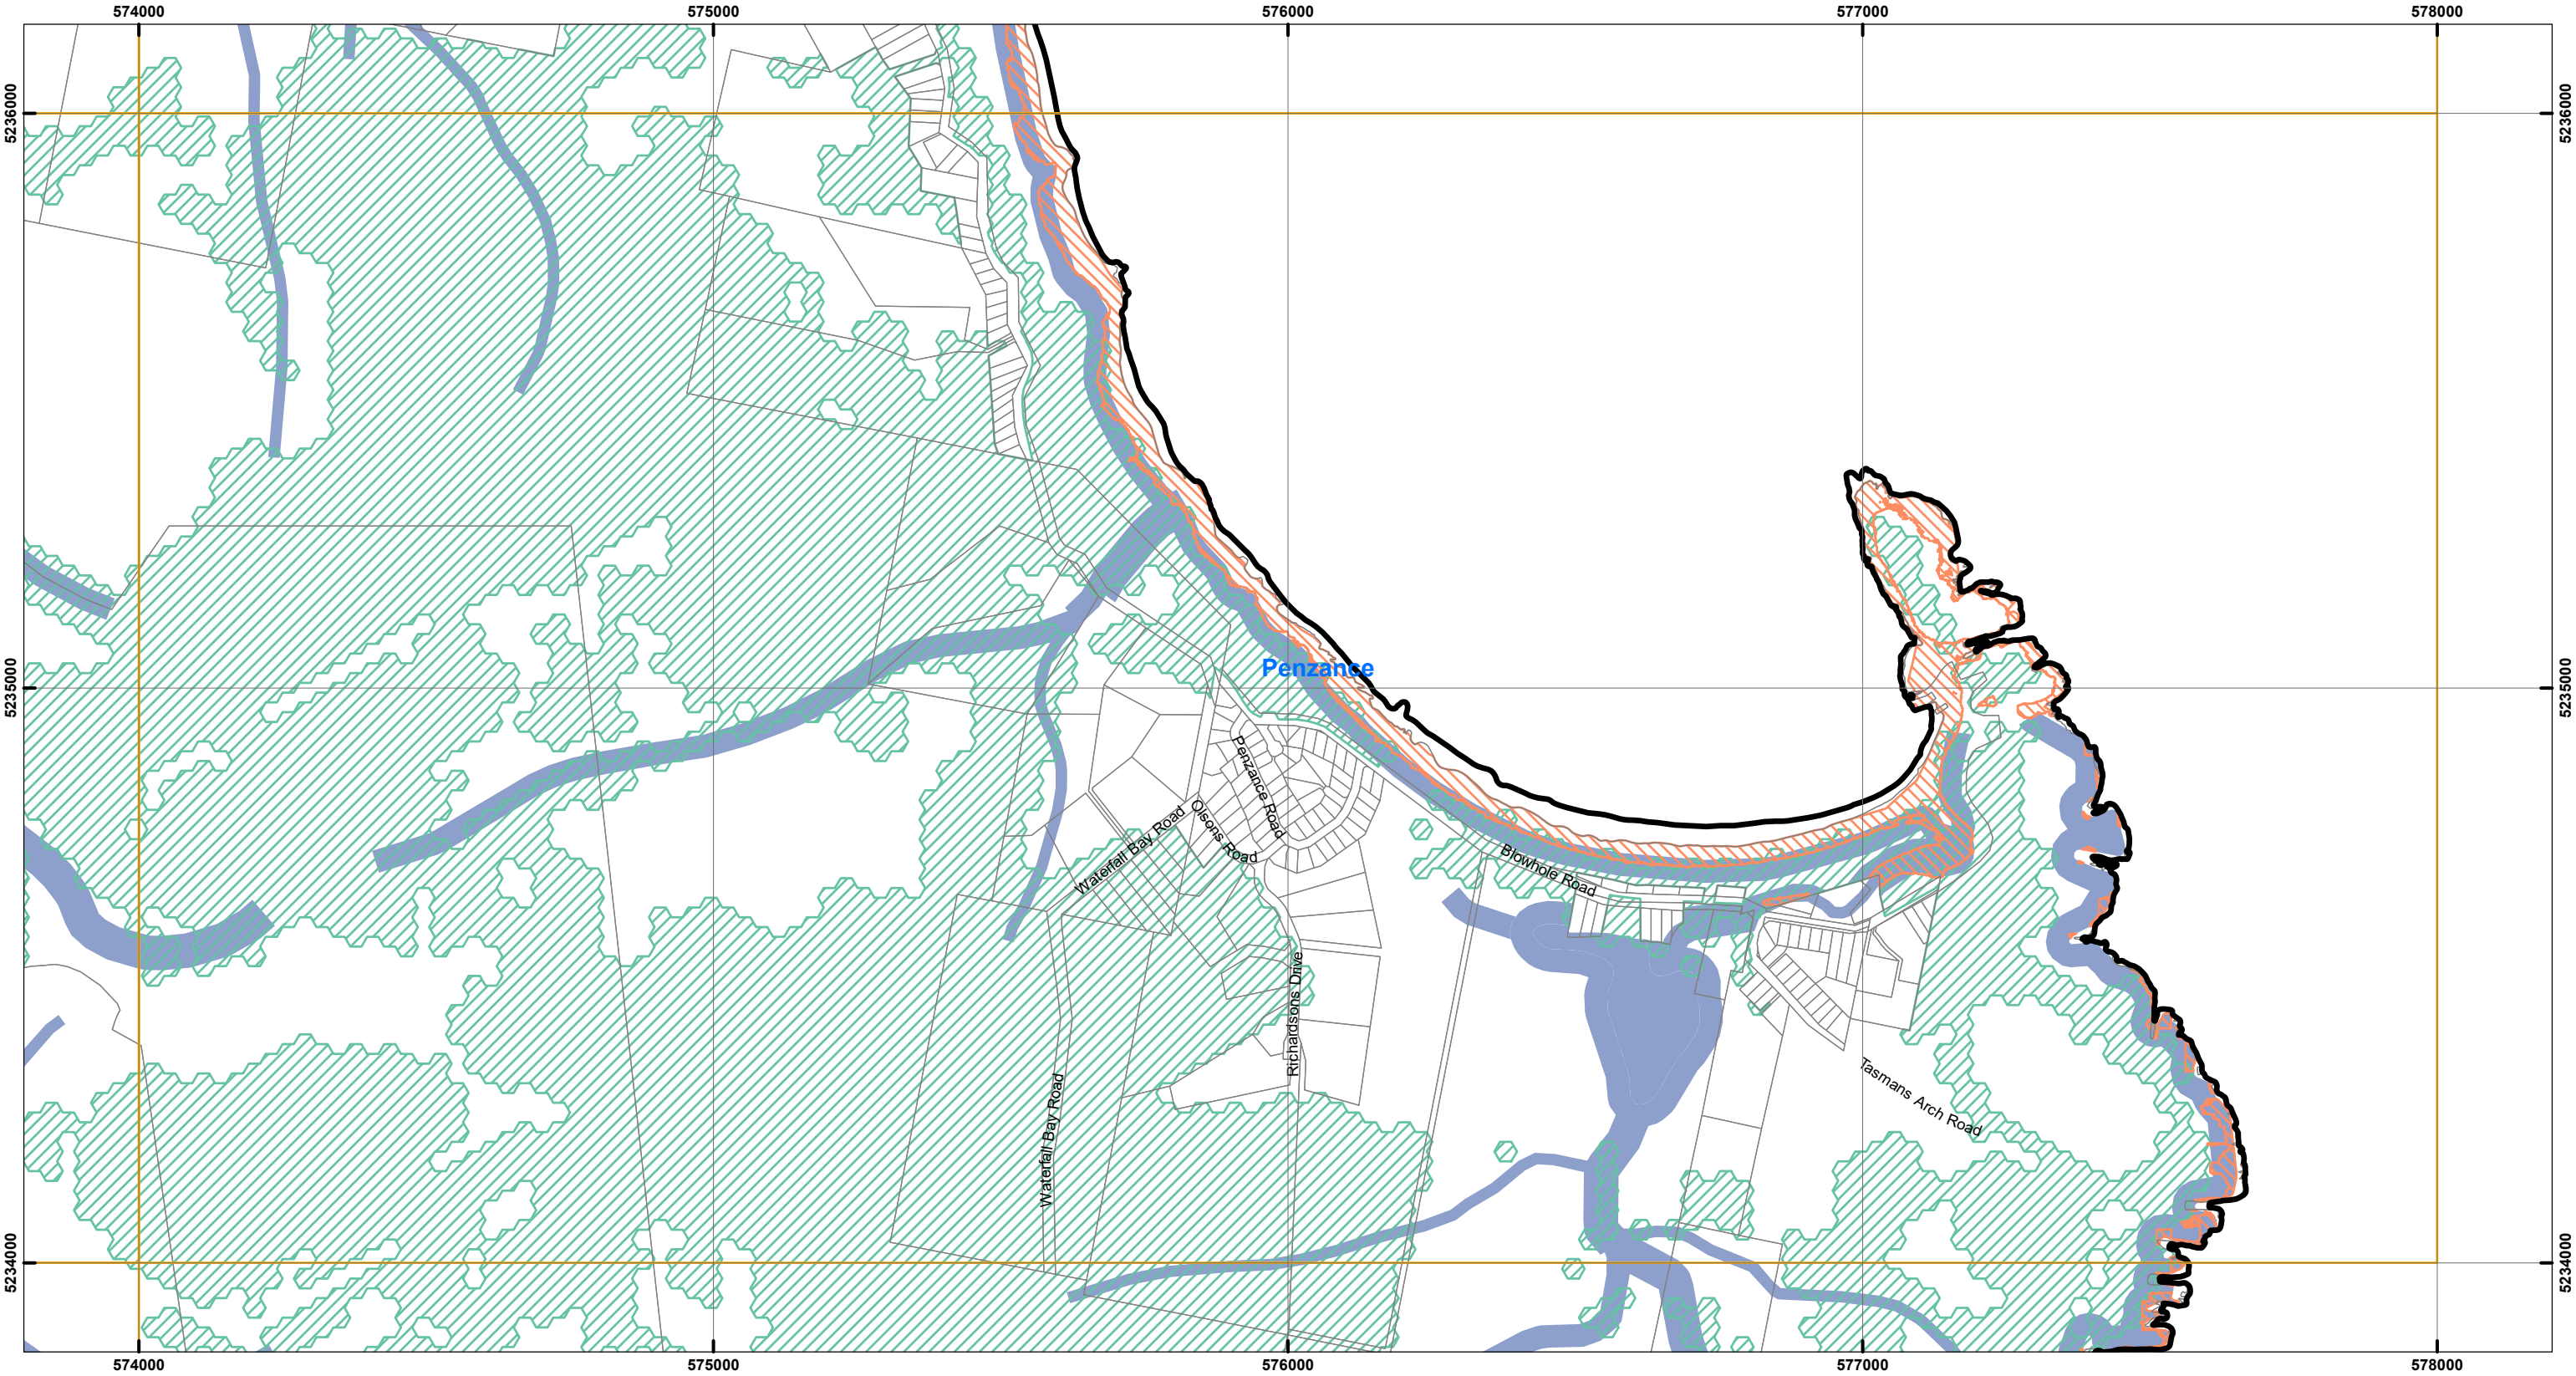 574000
575000
576000
577000
578000
5236000
5236000
Penzance
5235000
5235000
Penzance Road
Olsons Road
Waterfall Bay Road
Blowhole Road
Richardsons Drive
Tasmans Arch Road
Waterfall Bay Road
5234000
5234000
574000
575000
576000
577000
578000